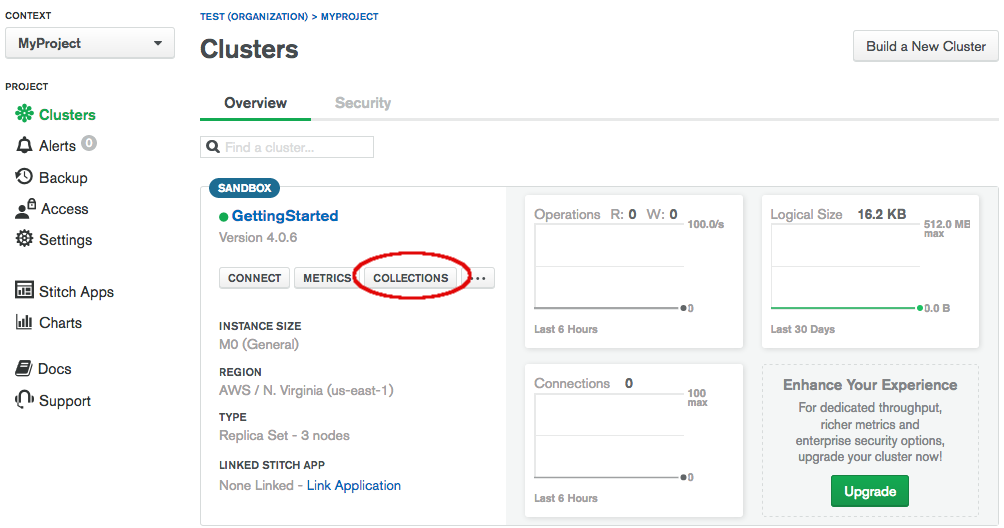 CONTEXT
MyProject
PROJECT
Clusters
Alerts 0
Backup
Access
Settings
Stitch Apps
Charts
Docs
Support
TEST (ORGANIZATION) > MYPROJECT
Clusters
Build a New Cluster
Overview Security
Find a cluster...
SANDBOX
GettingStarted
Version 4.0.6
CONNECT METRICS COLLECTIONS ...
INSTANCE SIZE
M0 (General)
REGION
AWS / N. Virginia (us-east-1)
TYPE
Replica Set - 3 nodes
LINKED STITCH APP
None Linked - Link Application
Operations R: 0 W: 0
100.0/s
0
Last 6 Hours
Logical Size 16.2 KB
512.0 MB
max
0.0 B
Last 30 Days
Connections 0
100
max
0
Last 6 Hours
Enhance Your Experience
For dedicated throughput,
richer metrics and
enterprise security options,
upgrade your cluster now!
Upgrade